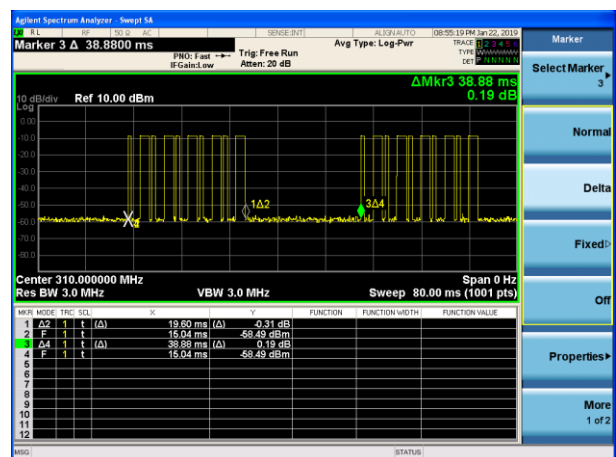 Agilent Spectrum Analyzer - Swept SA
RL RF 50 Ω AC SENSE:INT ALIGNAUTO 08:55:19 PM Jan 22, 2019
Marker 3 Δ 38.8800 ms
PNO: Fast
IFGain:Low
Trig: Free Run
Atten: 20 dB
Avg Type: Log-Pwr
TRACE 1 2 3 4 5 6
TYPE
DET P N N N N N
ΔMkr3 38.88 ms
0.19 dB
10 dB/div Ref 10.00 dBm
Log
0.00
-10.0
-20.0
-30.0
-40.0
-50.0
-60.0
-70.0
-80.0
1Δ2
3Δ4
Center 310.000000 MHz Span 0 Hz
Res BW 3.0 MHz VBW 3.0 MHz Sweep 80.00 ms (1001 pts)
MKR MODE TRC SCL X Y FUNCTION FUNCTION WIDTH FUNCTION VALUE
1 Δ2 1 t (Δ) 19.60 ms (Δ) -0.31 dB
2 F 1 t 15.04 ms -58.49 dBm
3 Δ4 1 t (Δ) 38.88 ms (Δ) 0.19 dB
4 F 1 t 15.04 ms -58.49 dBm
5
6
7
8
9
10
11
12
MSG STATUS
Marker
Select Marker
3
Normal
Delta
Fixed
Off
Properties
More
1 of 2